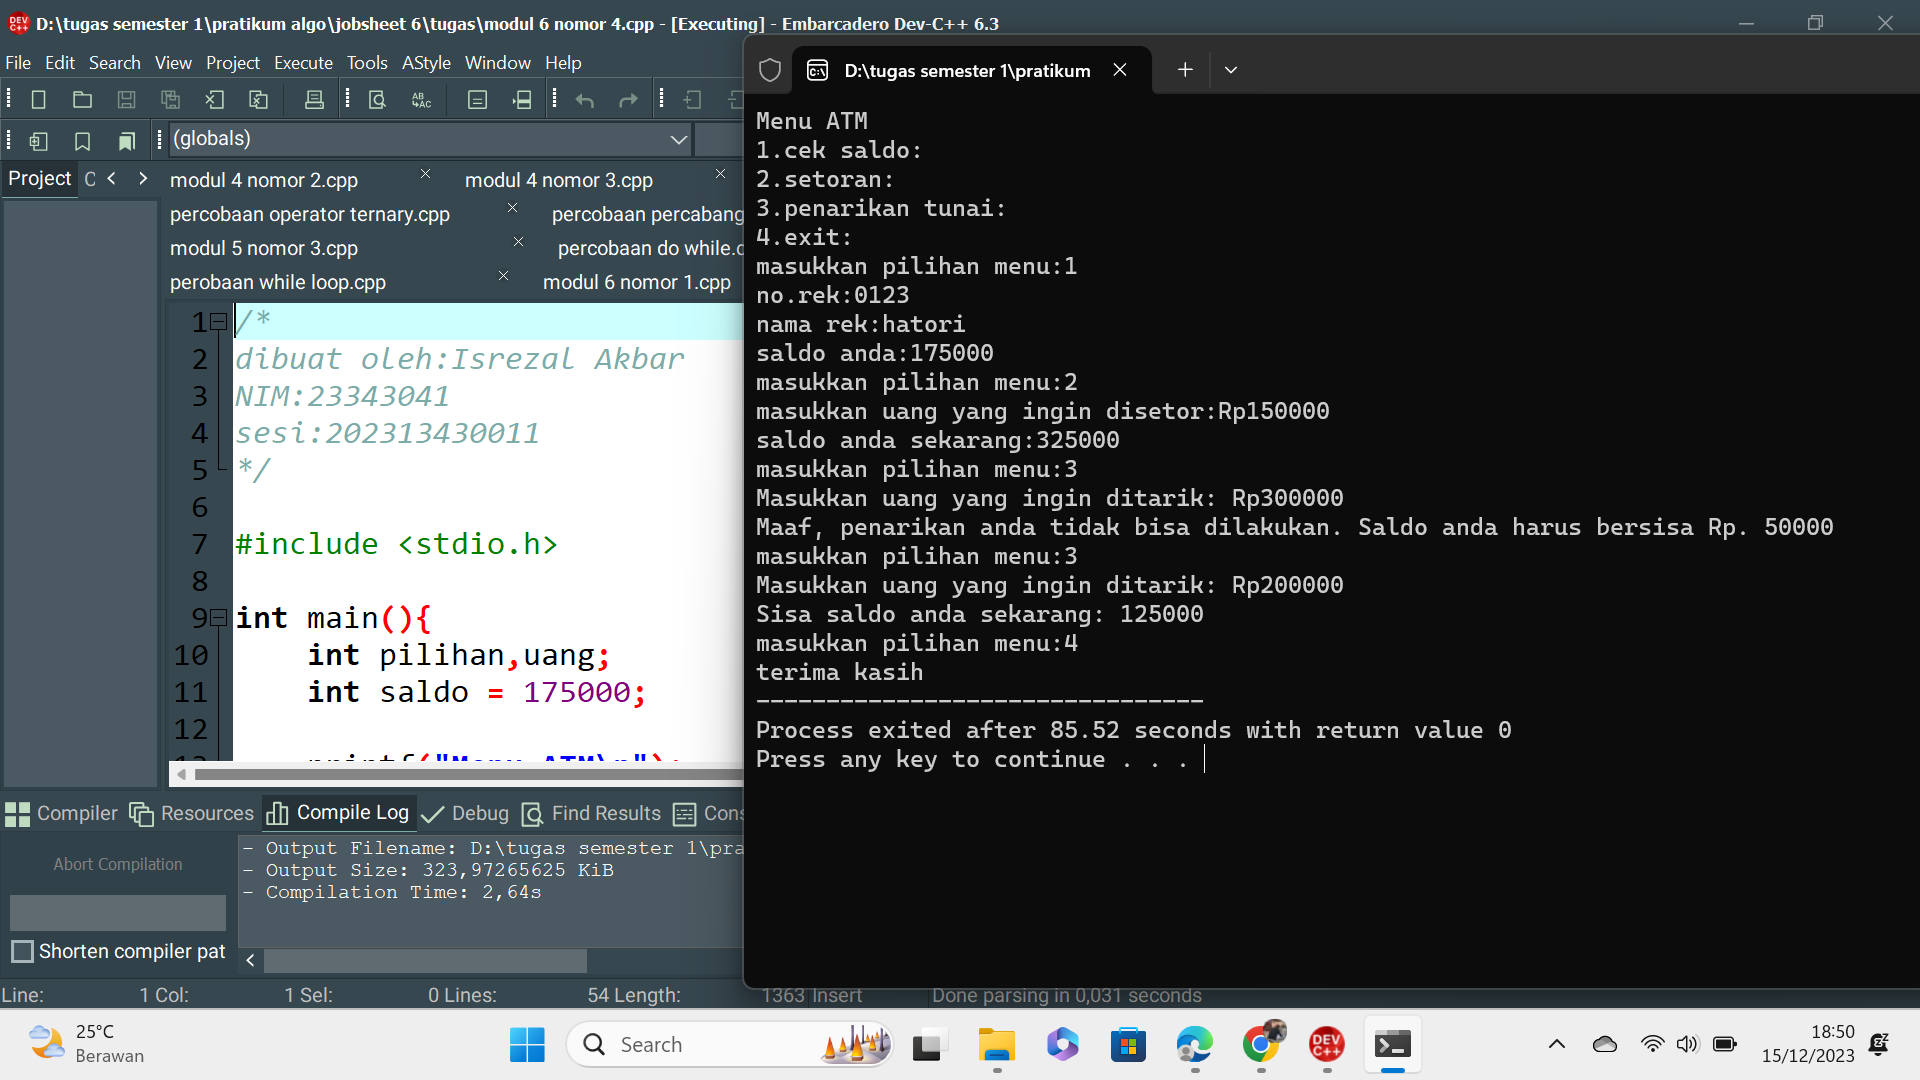 D:\tugas semester 1\pratikum algo\jobsheet 6\tugas\modul 6 nomor 4.cpp - [Executing] - Embarcadero Dev-C++ 6.3
File Edit Search View Project Execute Tools AStyle Window Help
(globals)
Project
modul 4 nomor 2.cpp modul 4 nomor 3.cpp
percobaan operator ternary.cpp percobaan percabang
modul 5 nomor 3.cpp percobaan do while.c
perobaan while loop.cpp modul 6 nomor 1.cpp
1 /*
2 dibuat oleh:Isrezal Akbar
3 NIM:23343041
4 sesi:202313430011
5 */
6
7 #include <stdio.h>
8
9 int main(){
10 int pilihan,uang;
11 int saldo = 175000;
12
printf("Menu ATM\n");
Compiler Resources Compile Log Debug Find Results Cons
Abort Compilation
Shorten compiler pat
- Output Filename: D:\tugas semester 1\pra
- Output Size: 323,97265625 KiB
- Compilation Time: 2,64s
Line: 1 Col: 1 Sel: 0 Lines: 54 Length: 1363 Insert Done parsing in 0,031 seconds
D:\tugas semester 1\pratikum
Menu ATM
1.cek saldo:
2.setoran:
3.penarikan tunai:
4.exit:
masukkan pilihan menu:1
no.rek:0123
nama rek:hatori
saldo anda:175000
masukkan pilihan menu:2
masukkan uang yang ingin disetor:Rp150000
saldo anda sekarang:325000
masukkan pilihan menu:3
Masukkan uang yang ingin ditarik: Rp300000
Maaf, penarikan anda tidak bisa dilakukan. Saldo anda harus bersisa Rp. 50000
masukkan pilihan menu:3
Masukkan uang yang ingin ditarik: Rp200000
Sisa saldo anda sekarang: 125000
masukkan pilihan menu:4
terima kasih
--------------------------------
Process exited after 85.52 seconds with return value 0
Press any key to continue . . .
25°C
Berawan
Search
18:50
15/12/2023